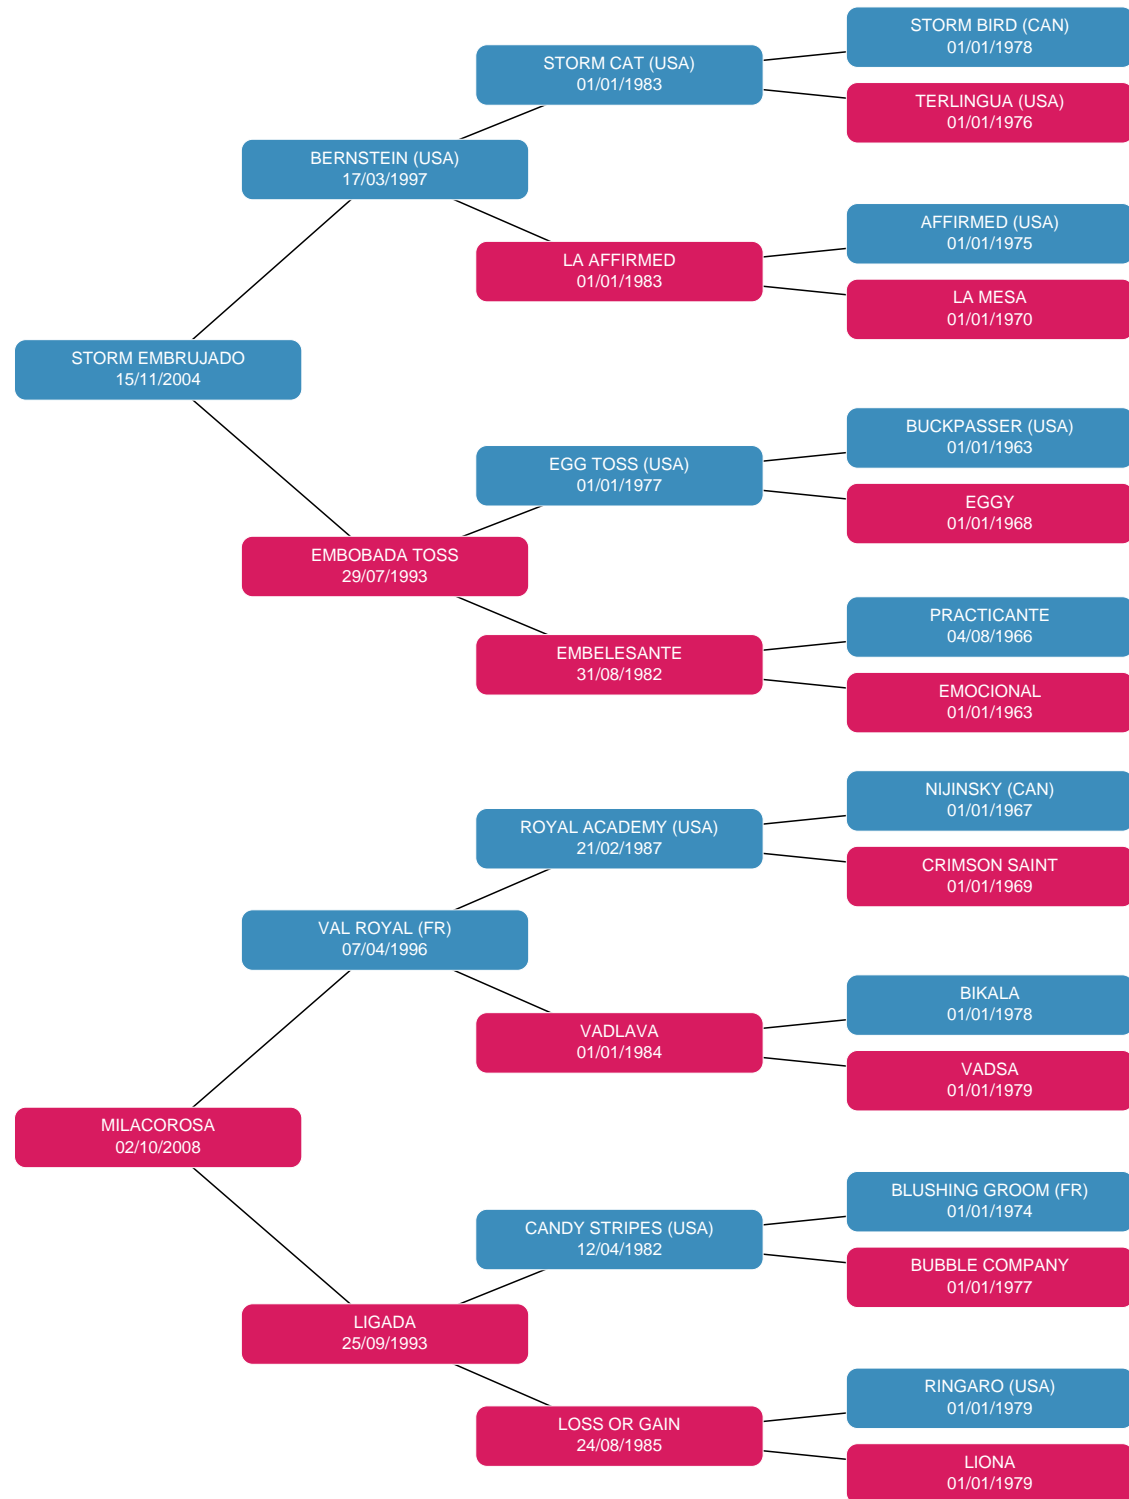 STORM BIRD (CAN)
01/01/1978
STORM CAT (USA)
01/01/1983
TERLINGUA (USA)
01/01/1976
BERNSTEIN (USA)
17/03/1997
AFFIRMED (USA)
01/01/1975
LA AFFIRMED
01/01/1983
LA MESA
01/01/1970
STORM EMBRUJADO
15/11/2004
BUCKPASSER (USA)
01/01/1963
EGG TOSS (USA)
01/01/1977
EGGY
01/01/1968
EMBOBADA TOSS
29/07/1993
PRACTICANTE
04/08/1966
EMBELESANTE
31/08/1982
EMOCIONAL
01/01/1963
NIJINSKY (CAN)
01/01/1967
ROYAL ACADEMY (USA)
21/02/1987
CRIMSON SAINT
01/01/1969
VAL ROYAL (FR)
07/04/1996
BIKALA
01/01/1978
VADLAVA
01/01/1984
VADSA
01/01/1979
MILACOROSA
02/10/2008
BLUSHING GROOM (FR)
01/01/1974
CANDY STRIPES (USA)
12/04/1982
BUBBLE COMPANY
01/01/1977
LIGADA
25/09/1993
RINGARO (USA)
01/01/1979
LOSS OR GAIN
24/08/1985
LIONA
01/01/1979